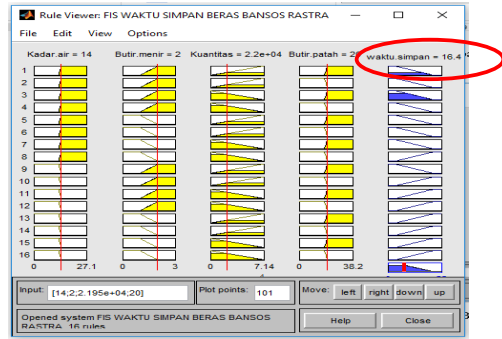 Rule Viewer: FIS WAKTU SIMPAN BERAS BANSOS RASTRA
File Edit View Options
Kadar.air = 14 Butir.menir = 2 Kuantitas = 2.2e+04 Butir.patah = waktu.simpan = 16.4
1
2
3
4
5
6
7
8
9
10
11
12
13
14
15
16
0 27.1 0 3 0 7.14 0 38.2
Input: [14;2;2.195e+04;20] Plot points: 101 Move: left right down up
Opened system FIS WAKTU SIMPAN BERAS BANSOS
RASTRA, 16 rules
Help Close